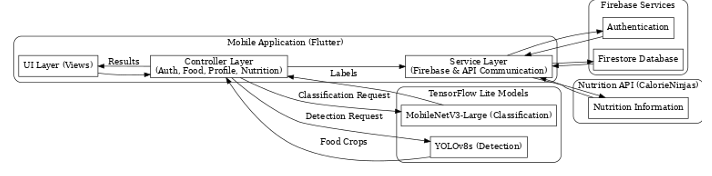 Firebase Services
Authentication
Firestore Database
Mobile Application (Flutter)
UI Layer (Views)
Results
Controller Layer
(Auth, Food, Profile, Nutrition)
Labels
Service Layer
(Firebase & API Communication)
Nutrition API (CalorieNinjas)
Nutrition Information
TensorFlow Lite Models
Classification Request
MobileNetV3-Large (Classification)
Detection Request
Food Crops
YOLOv8s (Detection)